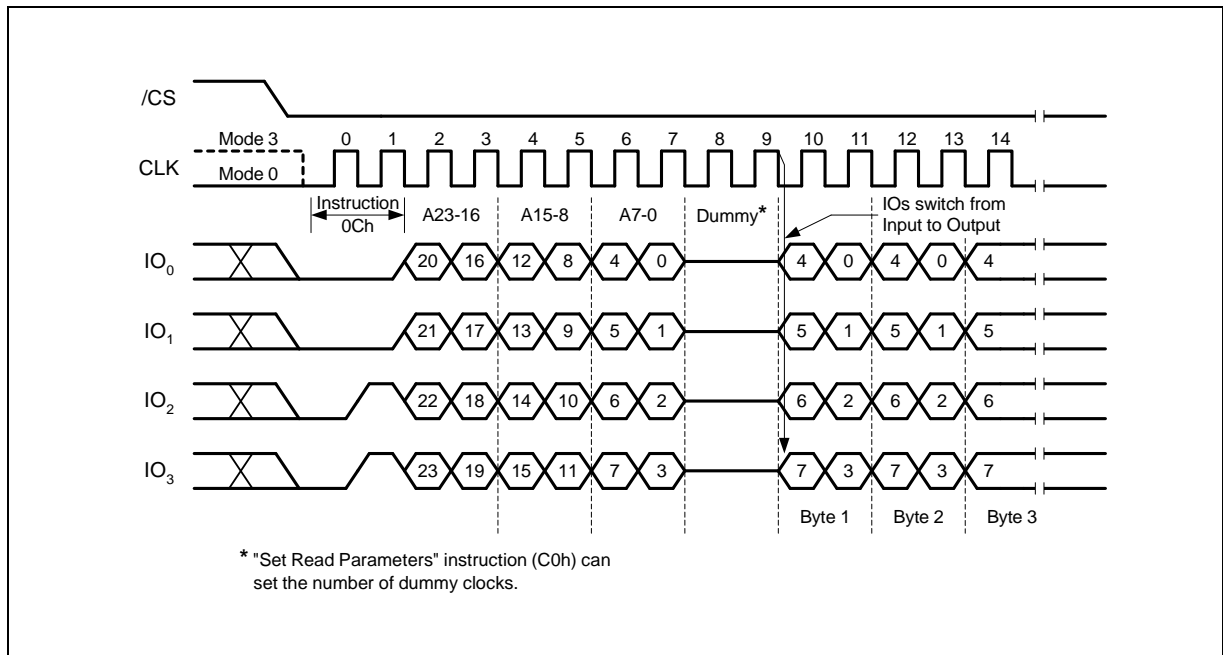 /CS
Mode 3 0 1 2 3 4 5 6 7 8 9 10 11 12 13 14
CLK Mode 0
Instruction A23-16 A15-8 A7-0 Dummy* IOs switch from
0Ch Input to Output
IO0 20 16 12 8 4 0 4 0 4 0 4
IO1 21 17 13 9 5 1 5 1 5 1 5
IO2 22 18 14 10 6 2 6 2 6 2 6
IO3 23 19 15 11 7 3 7 3 7 3 7
Byte 1 Byte 2 Byte 3
* "Set Read Parameters" instruction (C0h) can
set the number of dummy clocks.